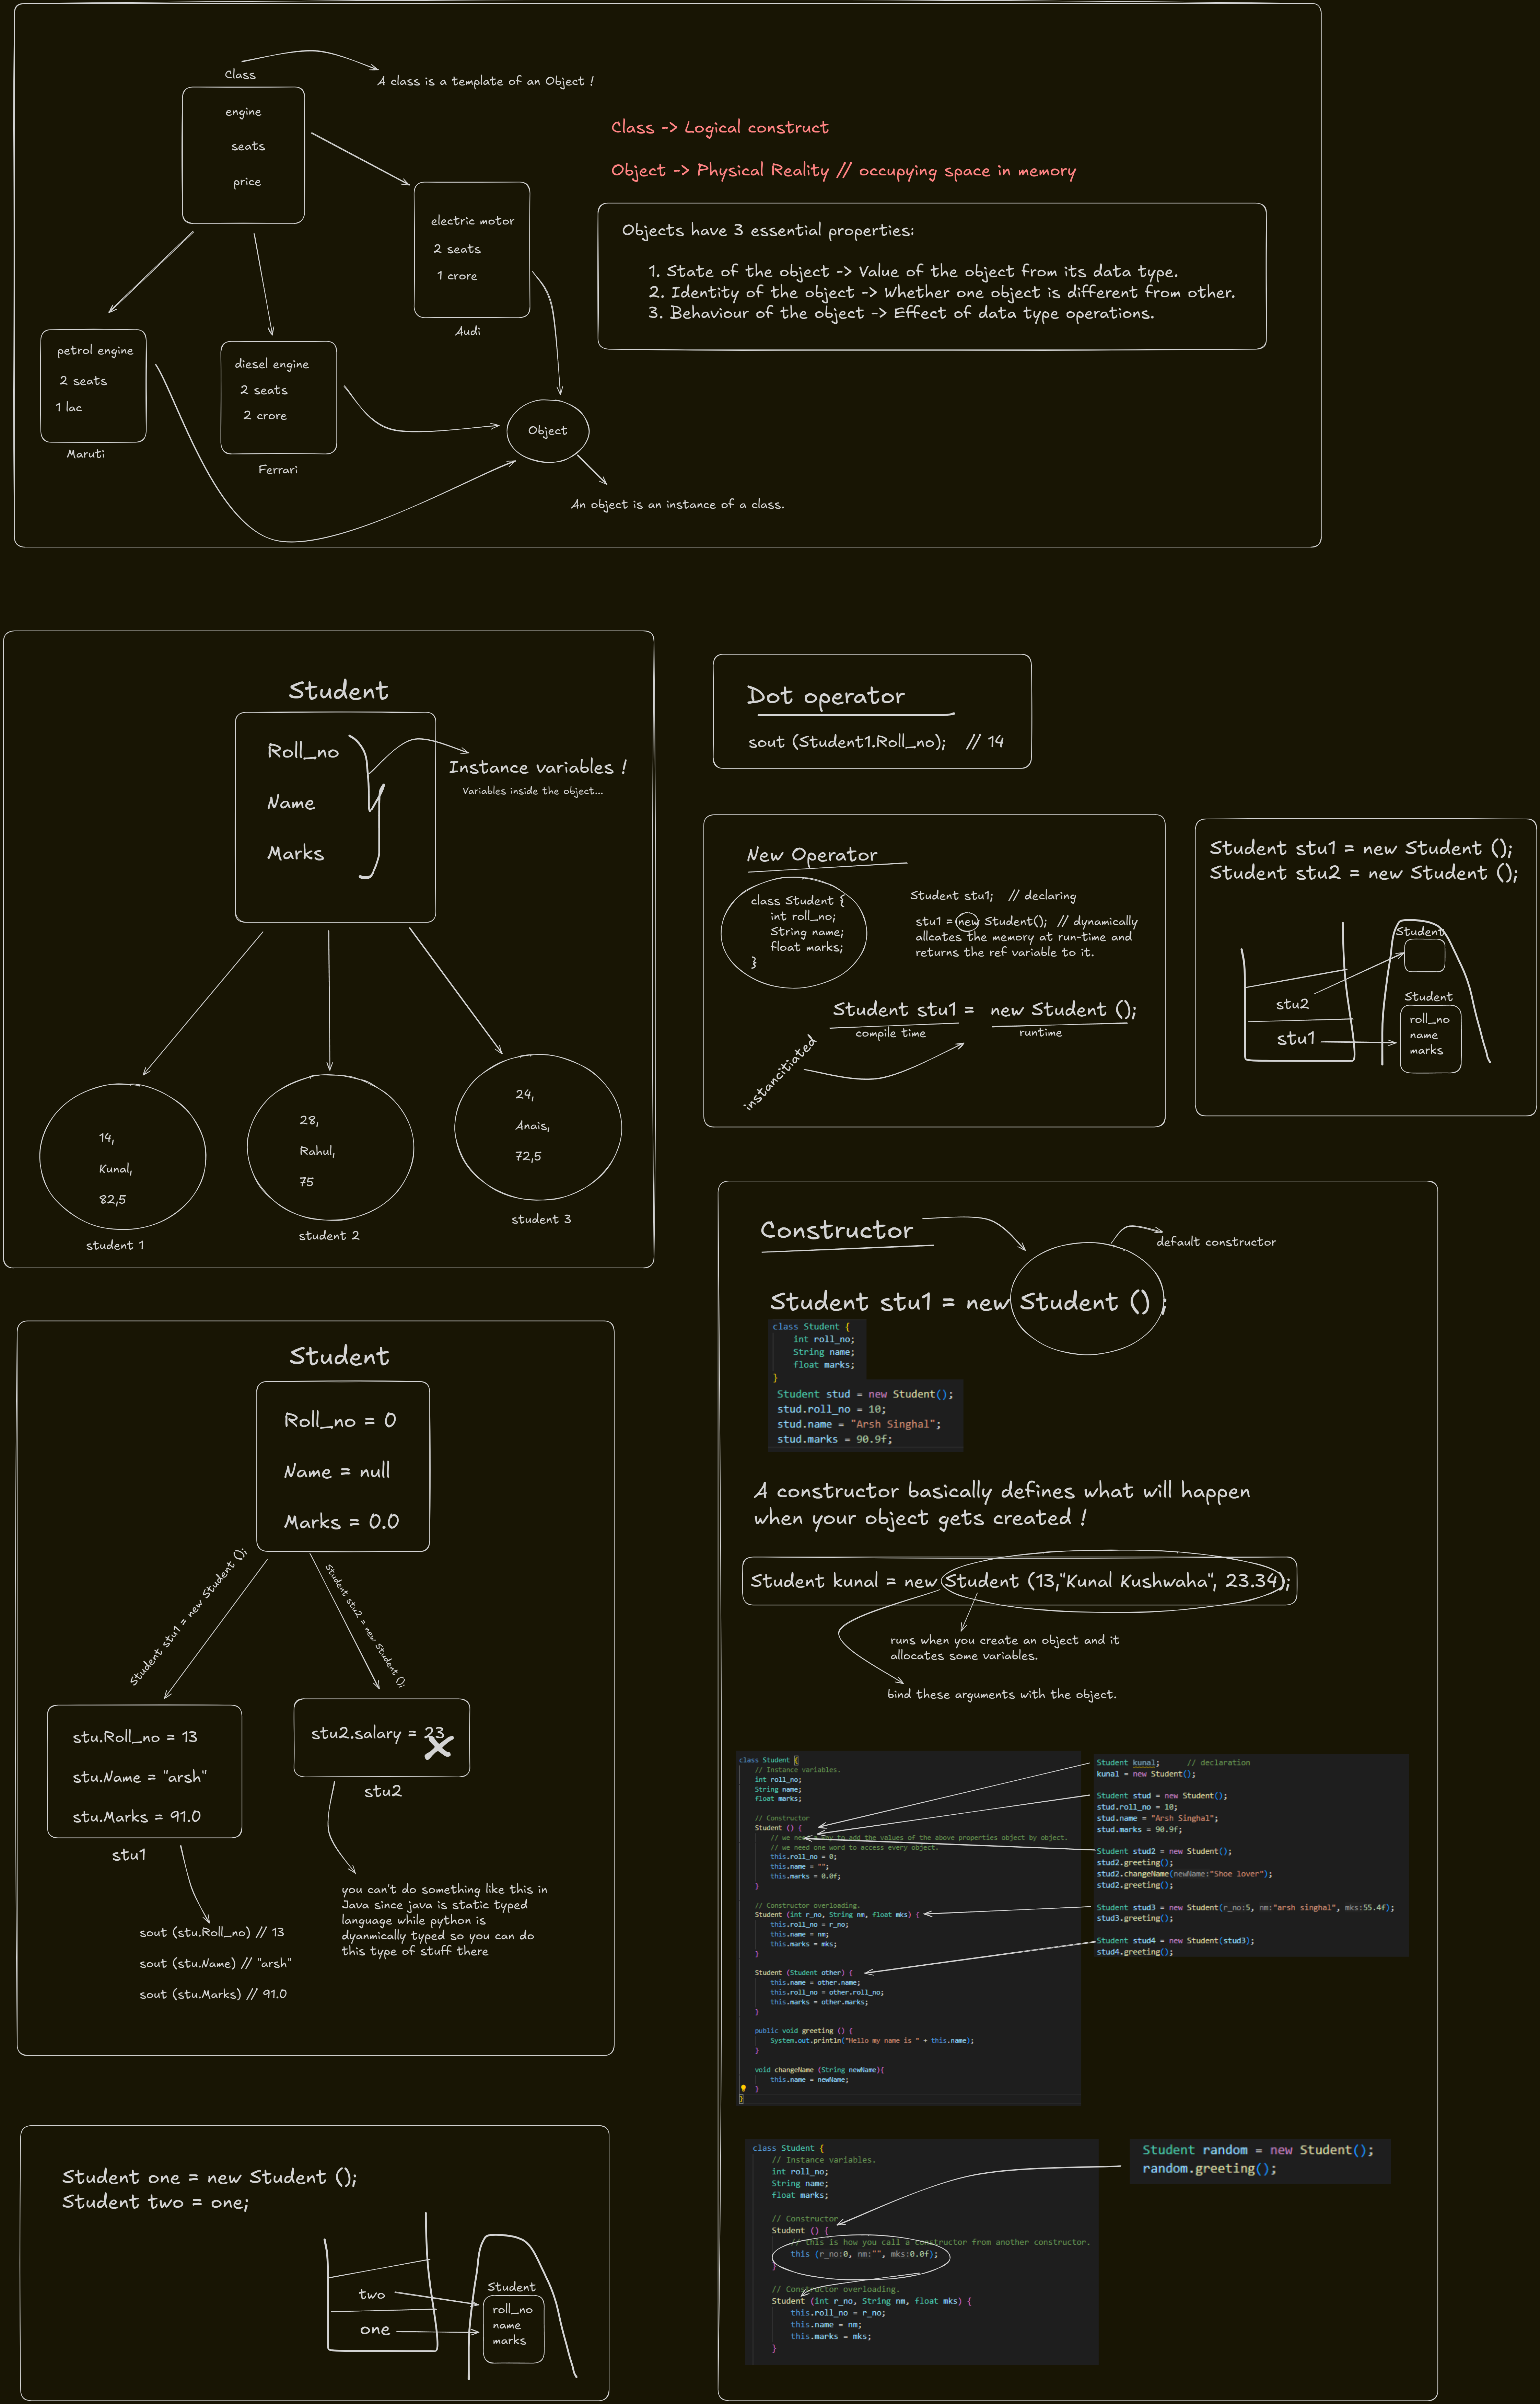 Class
A class is a template of an Object !
engine
seats
price
Class -> Logical construct
Object -> Physical Reality // occupying space in memory
electric motor
2 seats
1 crore
Audi
Objects have 3 essential properties:
1. State of the object -> Value of the object from its data type.
2. Identity of the object -> Whether one object is different from other.
3. Behaviour of the object -> Effect of data type operations.
petrol engine
2 seats
1 lac
Maruti
diesel engine
2 seats
2 crore
Ferrari
Object
An object is an instance of a class.
Student
Roll_no
Name
Marks
Instance variables !
Variables inside the object...
14,
Kunal,
82,5
student 1
28,
Rahul,
75
student 2
24,
Anais,
72,5
student 3
Dot operator
sout (Student1.Roll_no); // 14
New Operator
class Student {
int roll_no;
String name;
float marks;
}
Student stu1; // declaring
stu1 = new Student(); // dynamically
allcates the memory at run-time and
returns the ref variable to it.
Student stu1 = new Student ();
compile time
runtime
instancitiated
Student stu1 = new Student ();
Student stu2 = new Student ();
stu2
stu1
Student
Student
roll_no
name
marks
Student
Roll_no = 0
Name = null
Marks = 0.0
Student stu1 = new Student ();
Student stu2 = new Student ();
stu.Roll_no = 13
stu.Name = "arsh"
stu.Marks = 91.0
stu1
stu2.salary = 23
stu2
sout (stu.Roll_no) // 13
sout (stu.Name) // "arsh"
sout (stu.Marks) // 91.0
you can't do something like this in
Java since java is static typed
language while python is
dyanmically typed so you can do
this type of stuff there
Student one = new Student ();
Student two = one;
two
one
Student
roll_no
name
marks
Constructor
default constructor
Student stu1 = new Student () ;
class Student {
int roll_no;
String name;
float marks;
}
Student stud = new Student();
stud.roll_no = 10;
stud.name = "Arsh Singhal";
stud.marks = 90.9f;
A constructor basically defines what will happen
when your object gets created !
Student kunal = new Student (13,"Kunal Kushwaha", 23.34);
runs when you create an object and it
allocates some variables.
bind these arguments with the object.
class Student {
// Instance variables.
int roll_no;
String name;
float marks;
// Constructor
Student () {
// we need a way to add the values of the above properties object by object.
// we need one word to access every object.
this.roll_no = 0;
this.name = "";
this.marks = 0.0f;
}
// Constructor overloading.
Student (int r_no, String nm, float mks) {
this.roll_no = r_no;
this.name = nm;
this.marks = mks;
}
Student (Student other) {
this.name = other.name;
this.roll_no = other.roll_no;
this.marks = other.marks;
}
public void greeting () {
System.out.println("Hello my name is " + this.name);
}
void changeName (String newName){
this.name = newName;
}
}
Student kunal; // declaration
kunal = new Student();
Student stud = new Student();
stud.roll_no = 10;
stud.name = "Arsh Singhal";
stud.marks = 90.9f;
Student stud2 = new Student();
stud2.greeting();
stud2.changeName(newName:"Shoe lover");
stud2.greeting();
Student stud3 = new Student(r_no:5, nm:"arsh singhal", mks:55.4f);
stud3.greeting();
Student stud4 = new Student(stud3);
stud4.greeting();
class Student {
// Instance variables.
int roll_no;
String name;
float marks;
// Constructor
Student () {
// this is how you call a constructor from another constructor.
this (r_no:0, nm:"", mks:0.0f);
}
// Constructor overloading.
Student (int r_no, String nm, float mks) {
this.roll_no = r_no;
this.name = nm;
this.marks = mks;
}
Student random = new Student();
random.greeting();